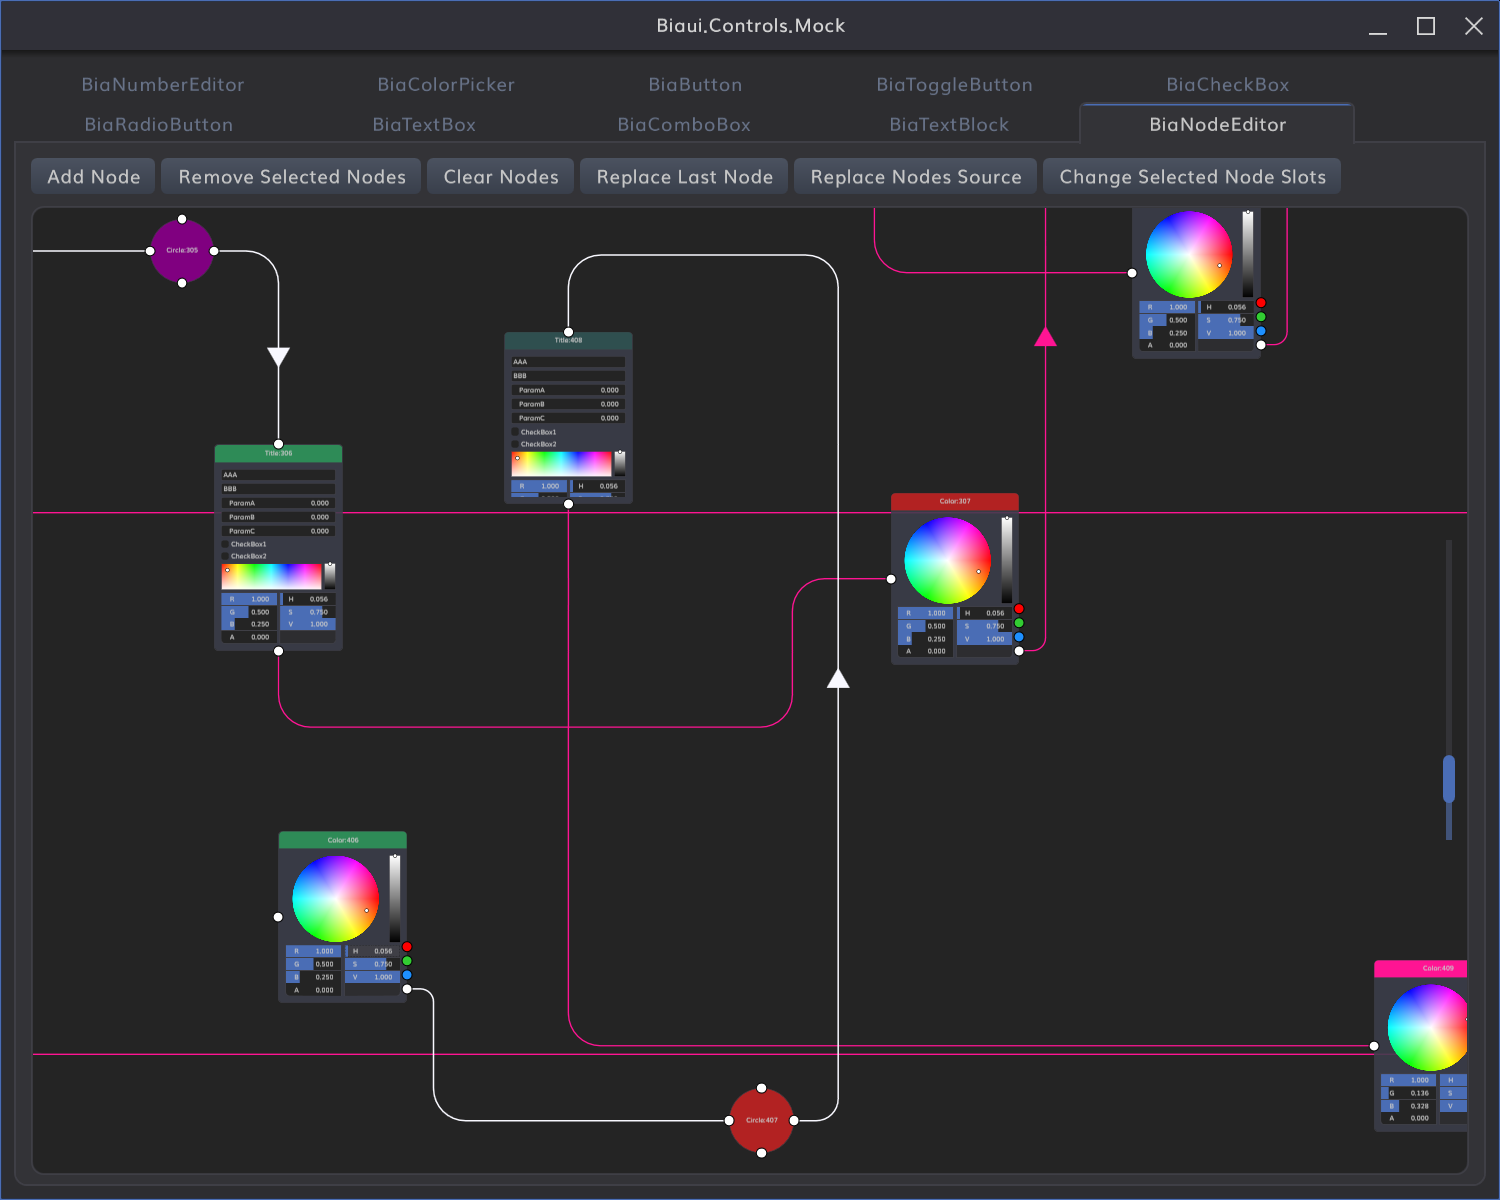 Biaui.Controls.Mock
BiaNumberEditor BiaColorPicker BiaButton BiaToggleButton BiaCheckBox
BiaRadioButton BiaTextBox BiaComboBox BiaTextBlock BiaNodeEditor
Add Node Remove Selected Nodes Clear Nodes Replace Last Node Replace Nodes Source Change Selected Node Slots
Circle:305
R 1.000 H 0.056
G 0.500 S 0.750
B 0.250 V 1.000
A 0.000
Title:408
AAA
BBB
ParamA 0.000
ParamB 0.000
ParamC 0.000
CheckBox1
CheckBox2
R 1.000 H 0.056
Title:306
AAA
BBB
ParamA 0.000
ParamB 0.000
ParamC 0.000
CheckBox1
CheckBox2
R 1.000 H 0.056
G 0.500 S 0.750
B 0.250 V 1.000
A 0.000
Color:307
R 1.000 H 0.056
G 0.500 S 0.750
B 0.250 V 1.000
A 0.000
Color:406
R 1.000 H 0.056
G 0.500 S 0.750
B 0.250 V 1.000
A 0.000
Color:409
R 1.000 H
G 0.136 S
B 0.328 V
A 0.000
Circle:407